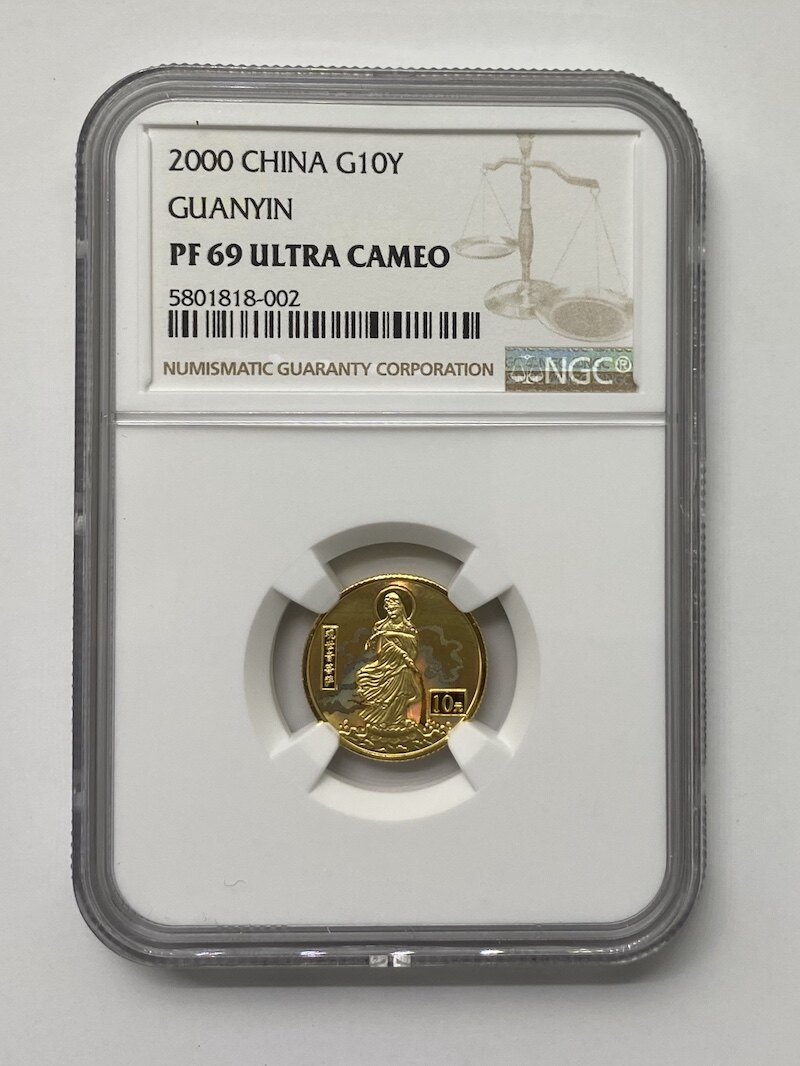 2000 CHINA G10Y
GUANYIN
PF 69 ULTRA CAMEO
5801818-002
NUMISMATIC GUARANTY CORPORATION
NGC®
10元